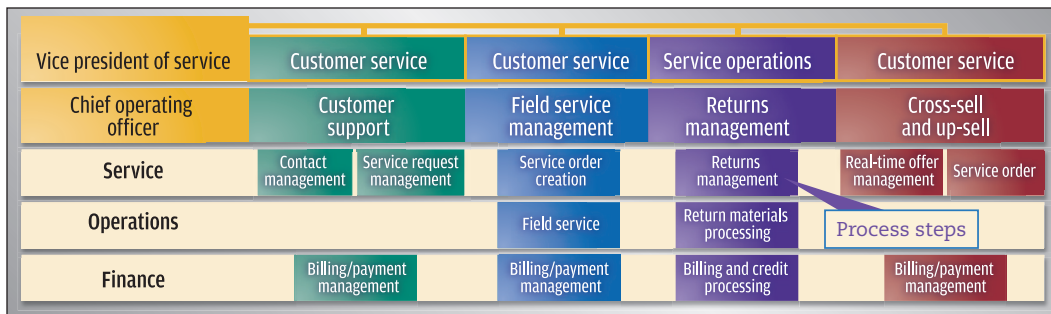 Vice president of service
Customer service
Customer service
Service operations
Customer service
Chief operating
officer
Customer
support
Field service
management
Returns
management
Cross-sell
and up-sell
Service
Contact
management
Service request
management
Service order
creation
Returns
management
Real-time offer
management
Service order
Operations
Field service
Return materials
processing
Process steps
Finance
Billing/payment
management
Billing/payment
management
Billing and credit
processing
Billing/payment
management